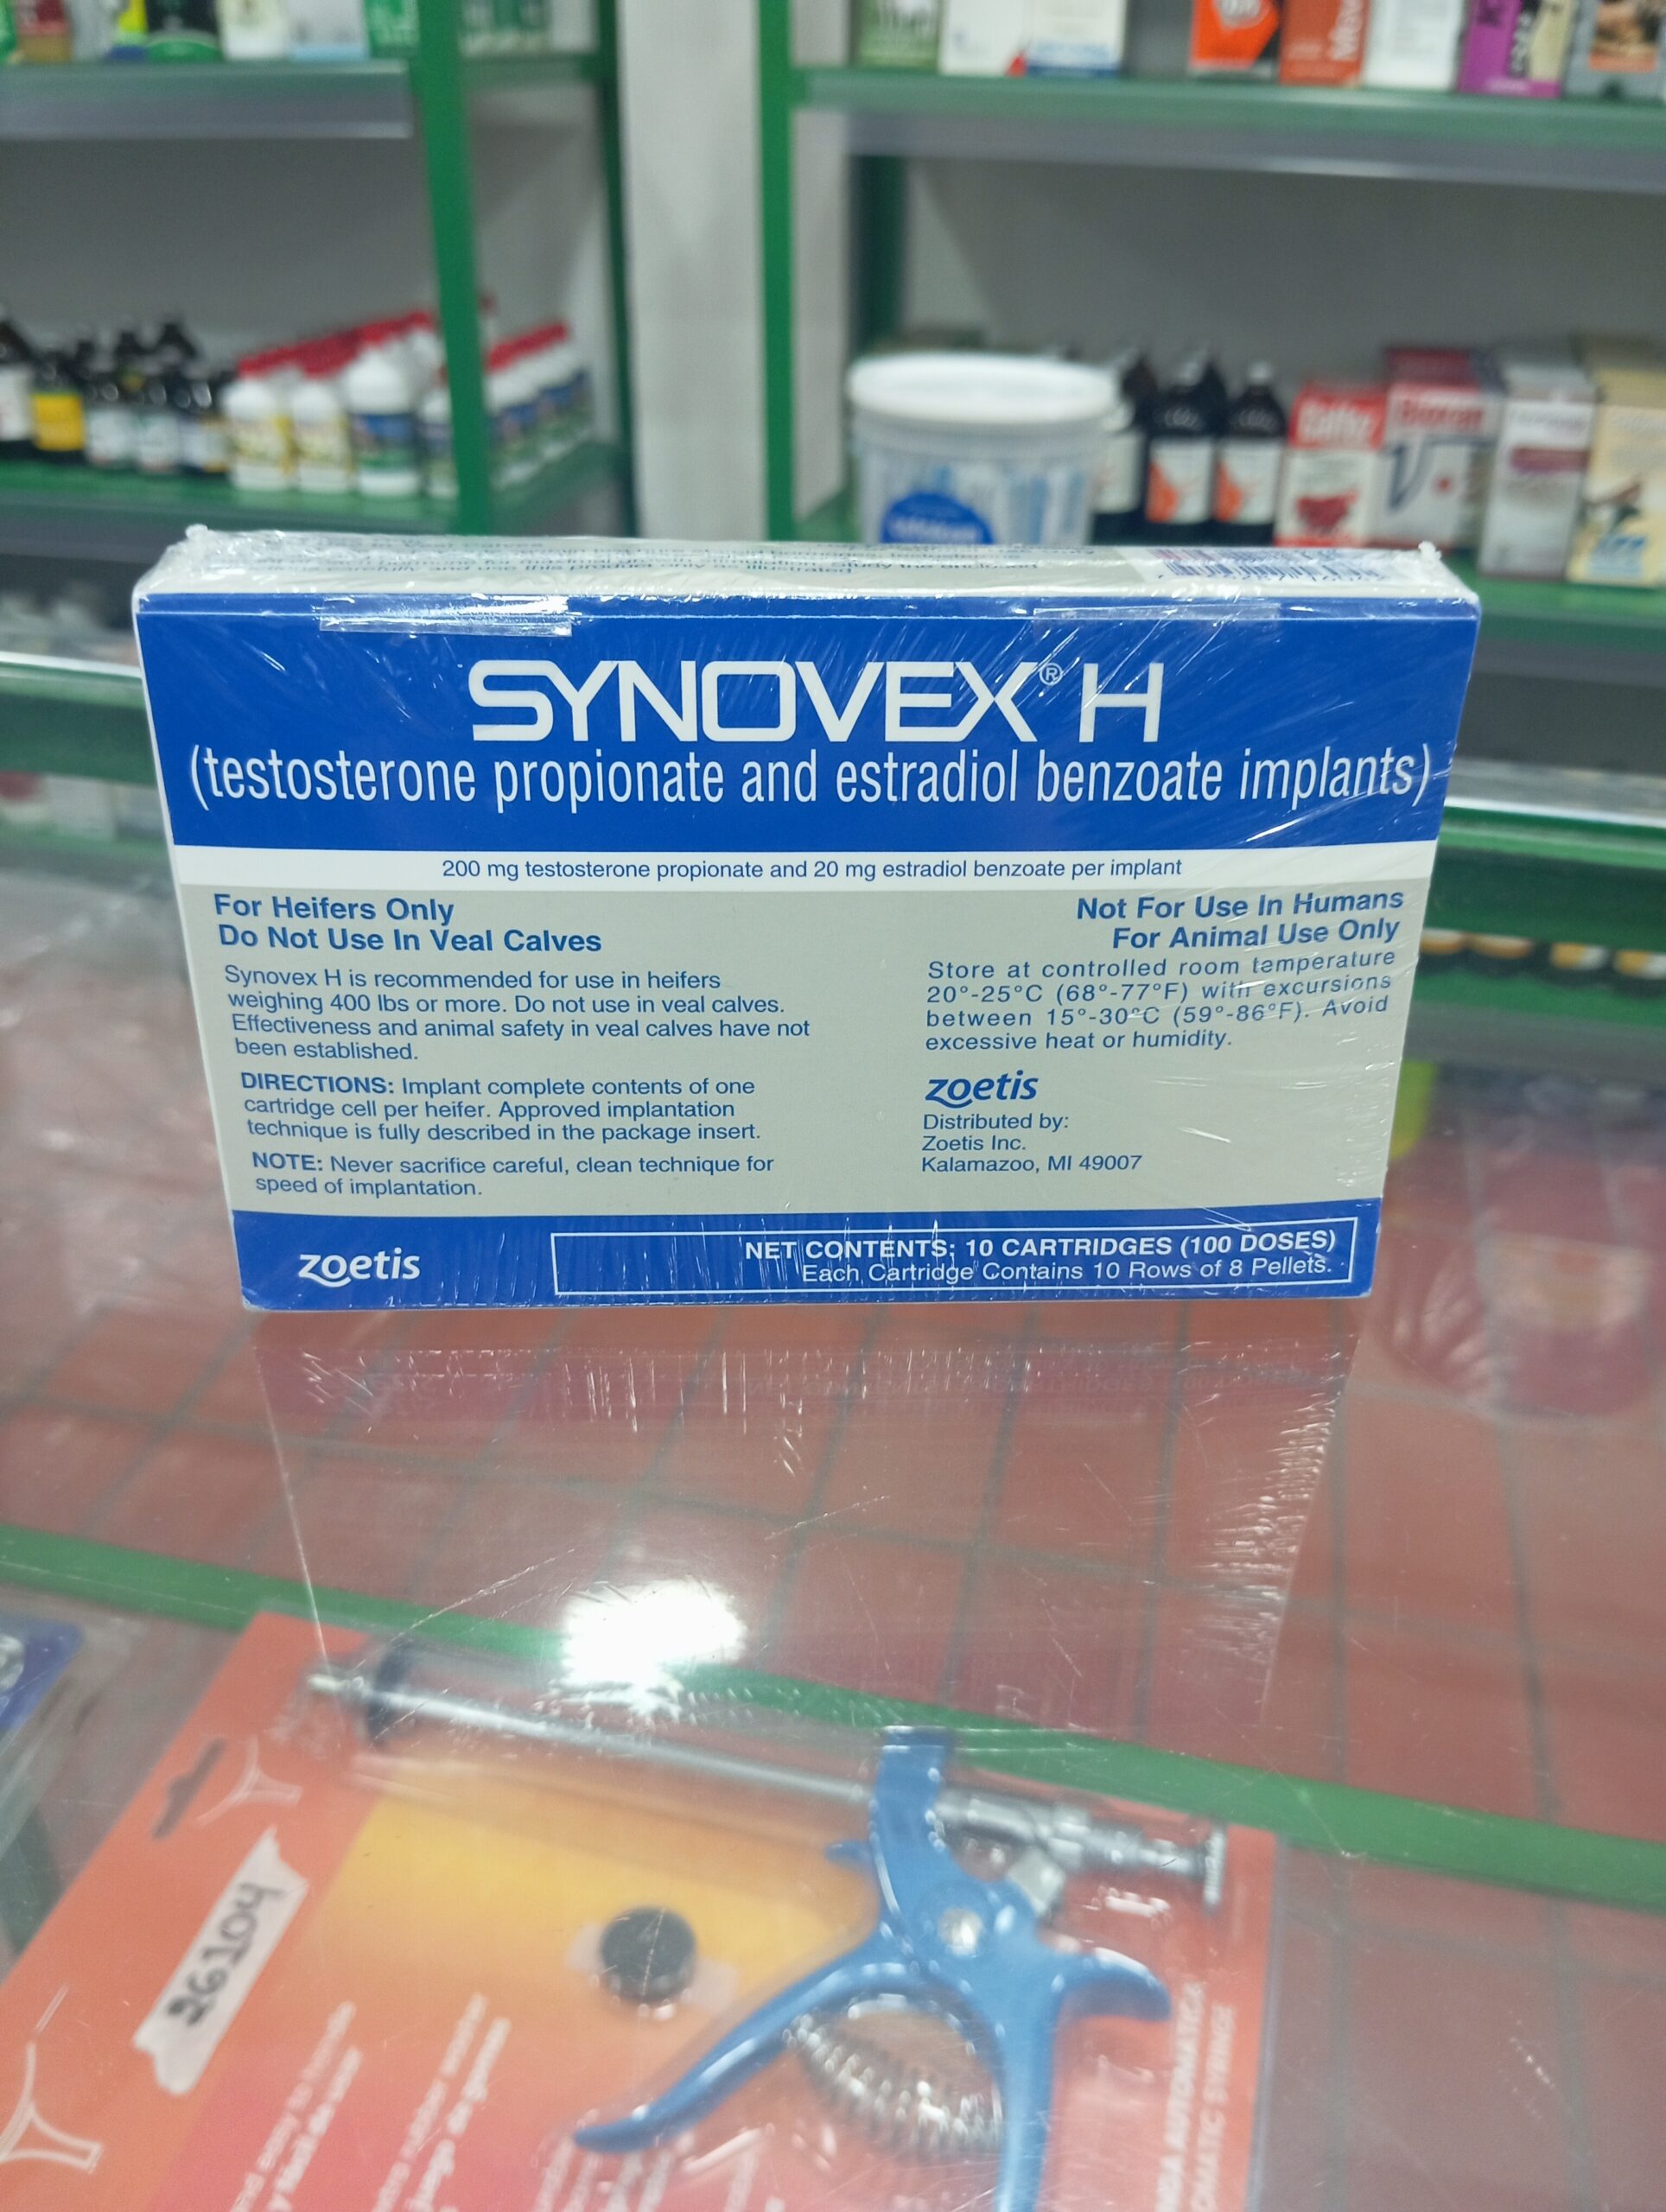 SYNOVEX® H
(testosterone propionate and estradiol benzoate implants)
200 mg testosterone propionate and 20 mg estradiol benzoate per implant
For Heifers Only
Do Not Use In Veal Calves
Synovex H is recommended for use in heifers
weighing 400 lbs or more. Do not use in veal calves.
Effectiveness and animal safety in veal calves have not
been established.
DIRECTIONS: Implant complete contents of one
cartridge cell per heifer. Approved implantation
technique is fully described in the package insert.
NOTE: Never sacrifice careful, clean technique for
speed of implantation.
Not For Use In Humans
For Animal Use Only
Store at controlled room temperature
20°-25°C (68°-77°F) with excursions
between 15°-30°C (59°-86°F). Avoid
excessive heat or humidity.
zoetis
Distributed by:
Zoetis Inc.
Kalamazoo, MI 49007
zoetis
NET CONTENTS: 10 CARTRIDGES (100 DOSES)
Each Cartridge Contains 10 Rows of 8 Pellets.
26104